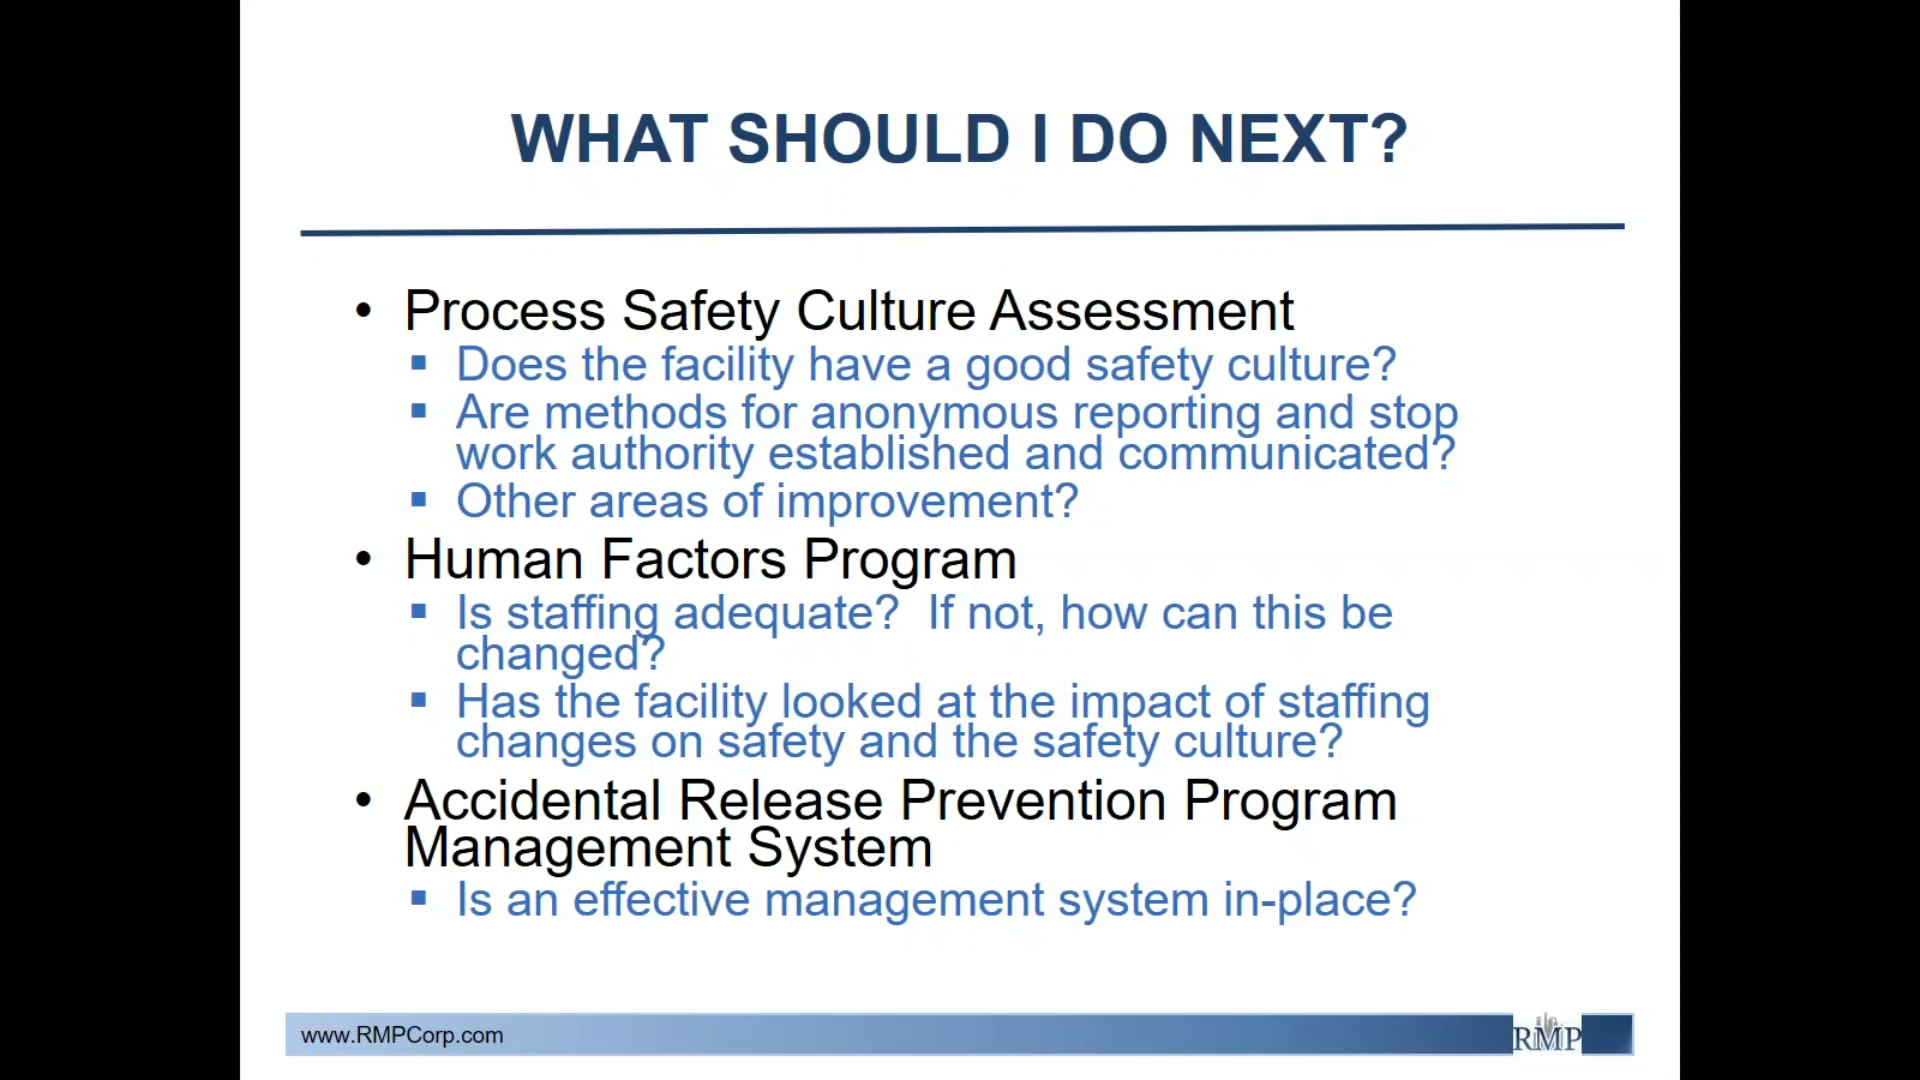 WHAT SHOULD I DO NEXT?
• Process Safety Culture Assessment
▪ Does the facility have a good safety culture?
▪ Are methods for anonymous reporting and stop
work authority established and communicated?
▪ Other areas of improvement?
• Human Factors Program
▪ Is staffing adequate?  If not, how can this be
changed?
▪ Has the facility looked at the impact of staffing
changes on safety and the safety culture?
• Accidental Release Prevention Program
Management System
▪ Is an effective management system in-place?
www.RMPCorp.com
RMP